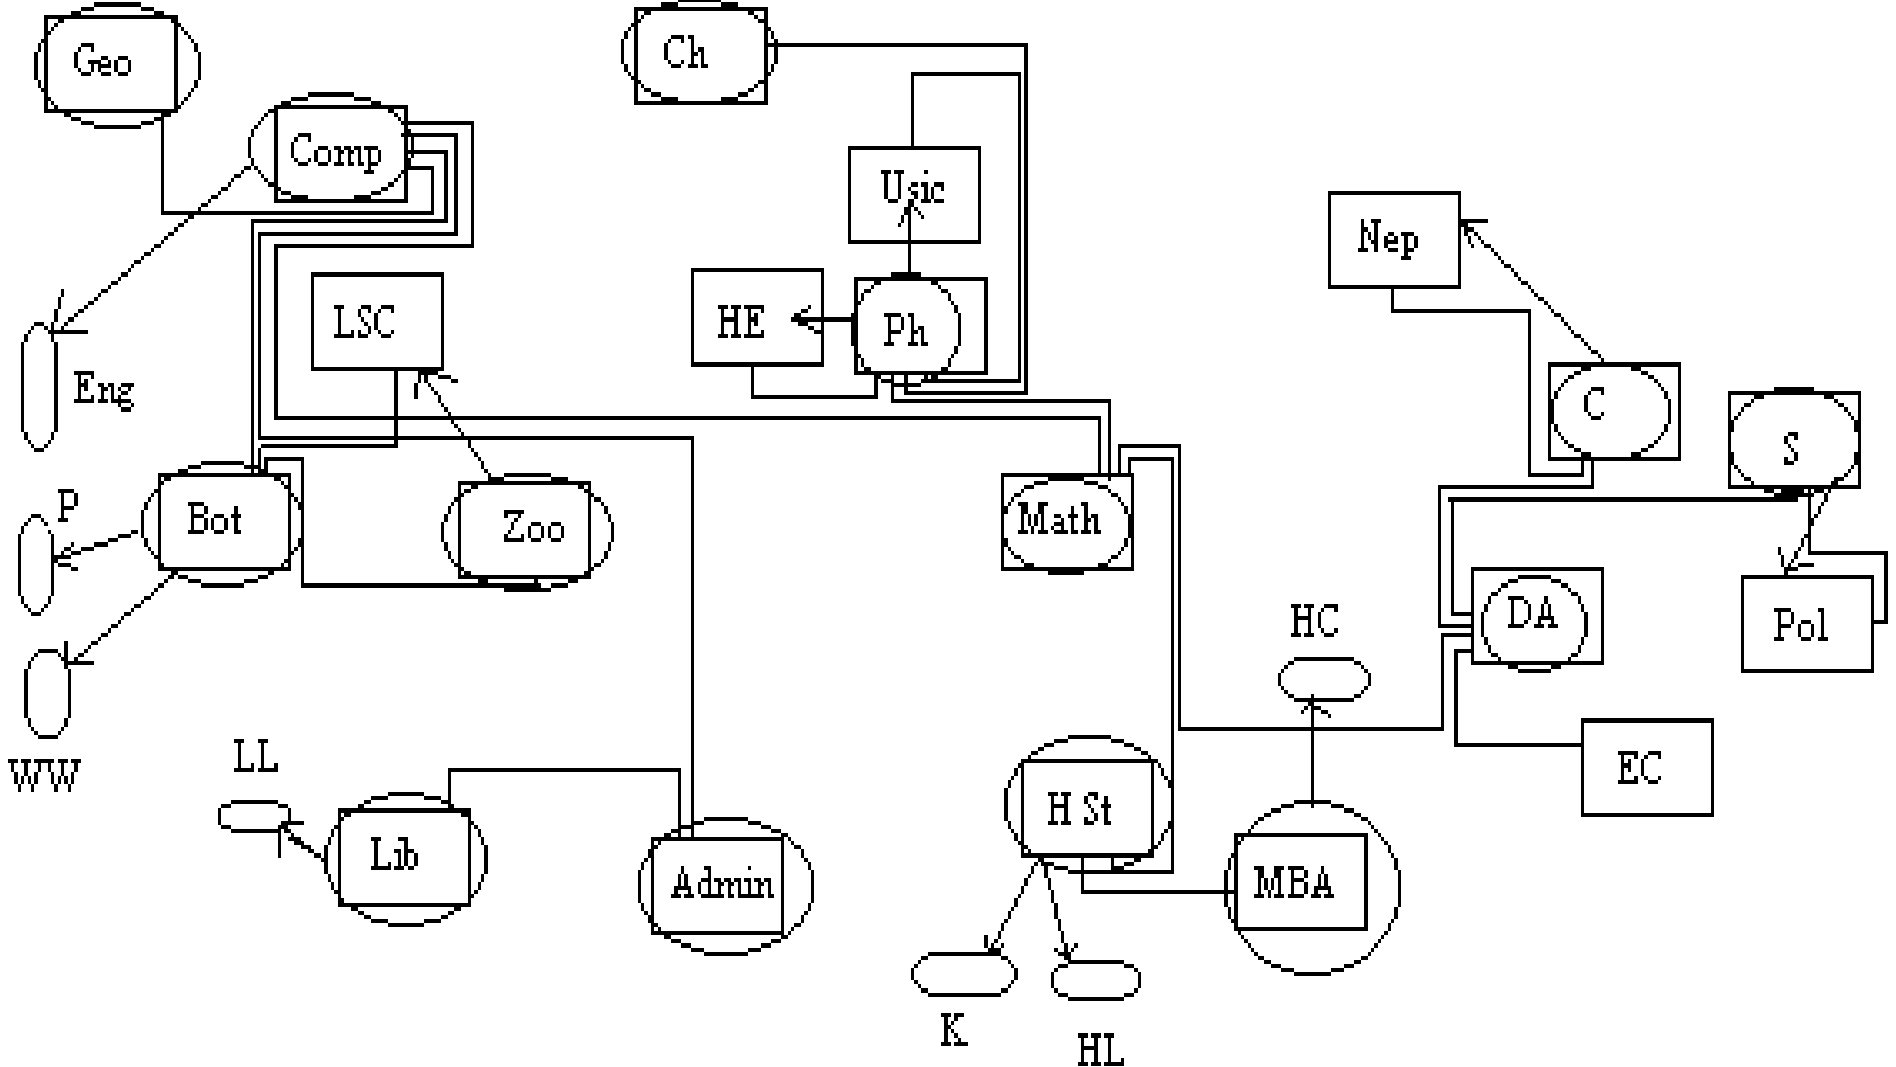 Geo
Ch
Comp
Usic
Nep
LSC
HE
Ph
Eng
C
S
P
Bot
Zoo
Math
DA
HC
Pol
WW
LL
H St
EC
Lib
Admin
MBA
K
HL